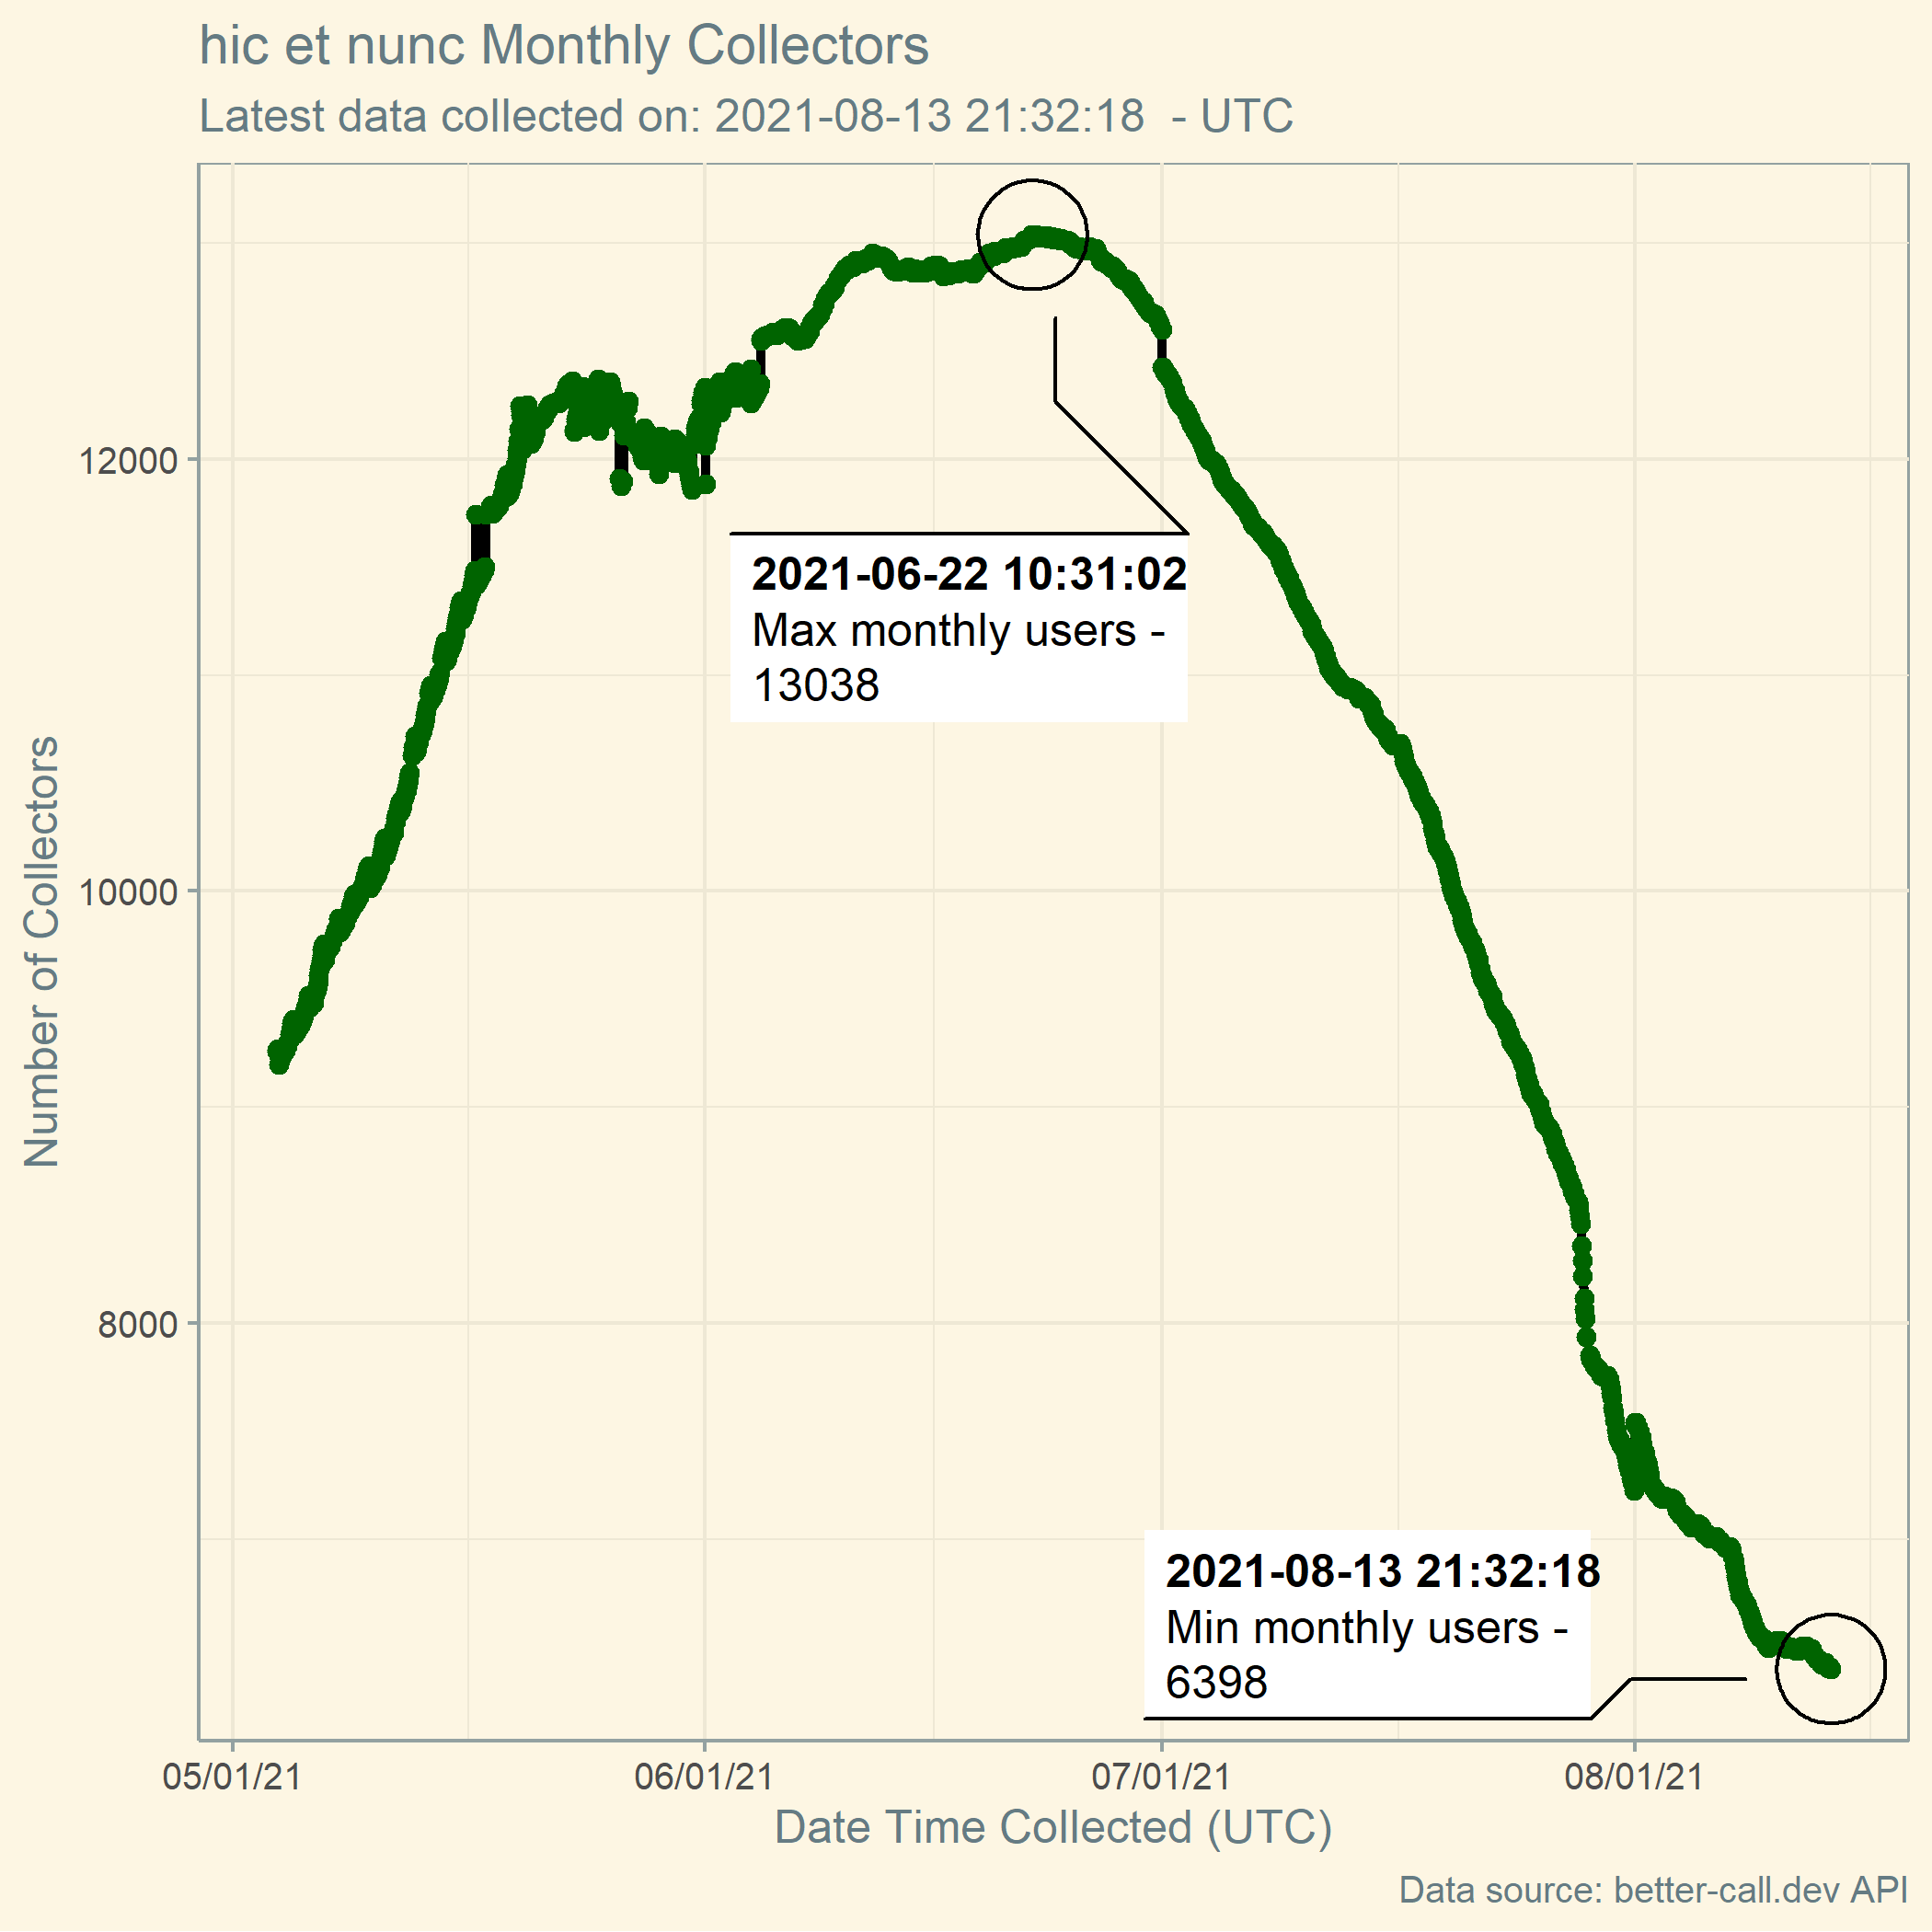 hic et nunc Monthly Collectors
Latest data collected on: 2021-08-13 21:32:18  - UTC
Number of Collectors
12000
10000
8000
2021-06-22 10:31:02
Max monthly users -
13038
2021-08-13 21:32:18
Min monthly users -
6398
05/01/21
06/01/21
07/01/21
08/01/21
Date Time Collected (UTC)
Data source: better-call.dev API